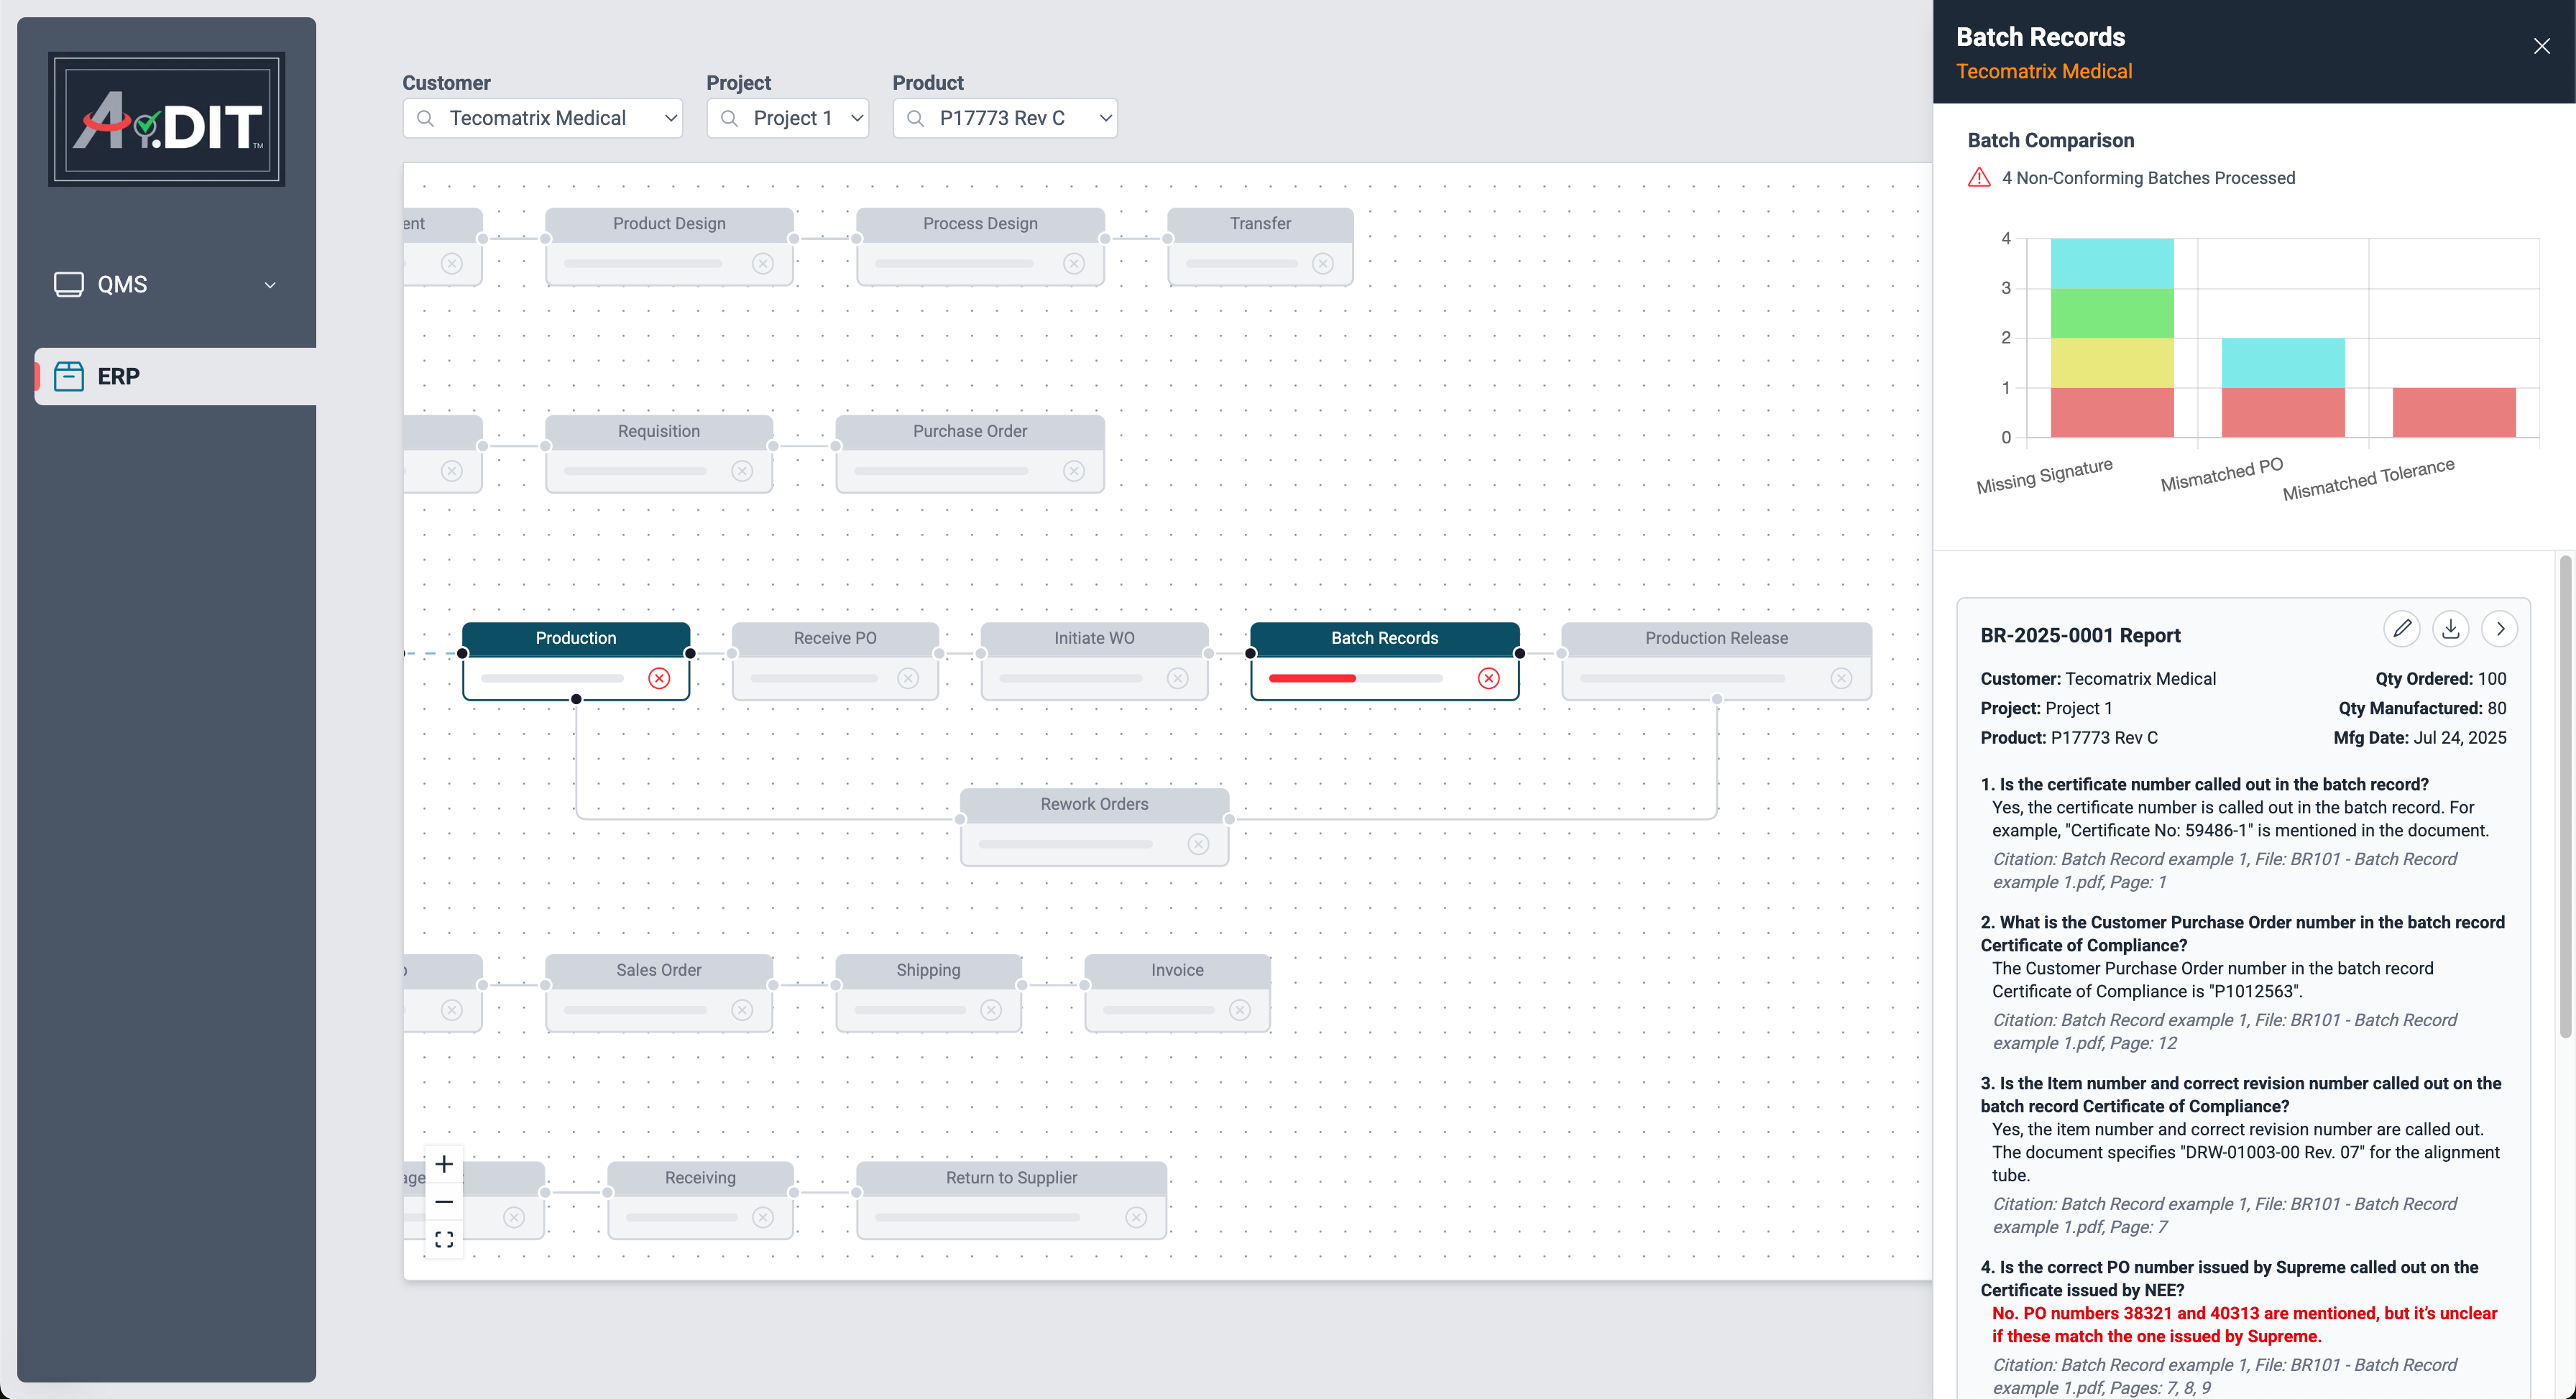 AY.DIT™
QMS
ERP
Customer
Tecomatrix Medical
Project
Project 1
Product
P17773 Rev C
ent
Product Design
Process Design
Transfer
Requisition
Purchase Order
Production
Receive PO
Initiate WO
Batch Records
Production Release
Rework Orders
Sales Order
Shipping
Invoice
age
Receiving
Return to Supplier
Batch Records
Tecomatrix Medical
Batch Comparison
4 Non-Conforming Batches Processed
4
3
2
1
0
Missing Signature
Mismatched PO
Mismatched Tolerance
BR-2025-0001 Report
Customer: Tecomatrix Medical
Qty Ordered: 100
Project: Project 1
Qty Manufactured: 80
Product: P17773 Rev C
Mfg Date: Jul 24, 2025
1. Is the certificate number called out in the batch record?
Yes, the certificate number is called out in the batch record. For
example, "Certificate No: 59486-1" is mentioned in the document.
Citation: Batch Record example 1, File: BR101 - Batch Record
example 1.pdf, Page: 1
2. What is the Customer Purchase Order number in the batch record
Certificate of Compliance?
The Customer Purchase Order number in the batch record
Certificate of Compliance is "P1012563".
Citation: Batch Record example 1, File: BR101 - Batch Record
example 1.pdf, Page: 12
3. Is the Item number and correct revision number called out on the
batch record Certificate of Compliance?
Yes, the item number and correct revision number are called out.
The document specifies "DRW-01003-00 Rev. 07" for the alignment
tube.
Citation: Batch Record example 1, File: BR101 - Batch Record
example 1.pdf, Page: 7
4. Is the correct PO number issued by Supreme called out on the
Certificate issued by NEE?
No. PO numbers 38321 and 40313 are mentioned, but it’s unclear
if these match the one issued by Supreme.
Citation: Batch Record example 1, File: BR101 - Batch Record
example 1.pdf, Pages: 7, 8, 9